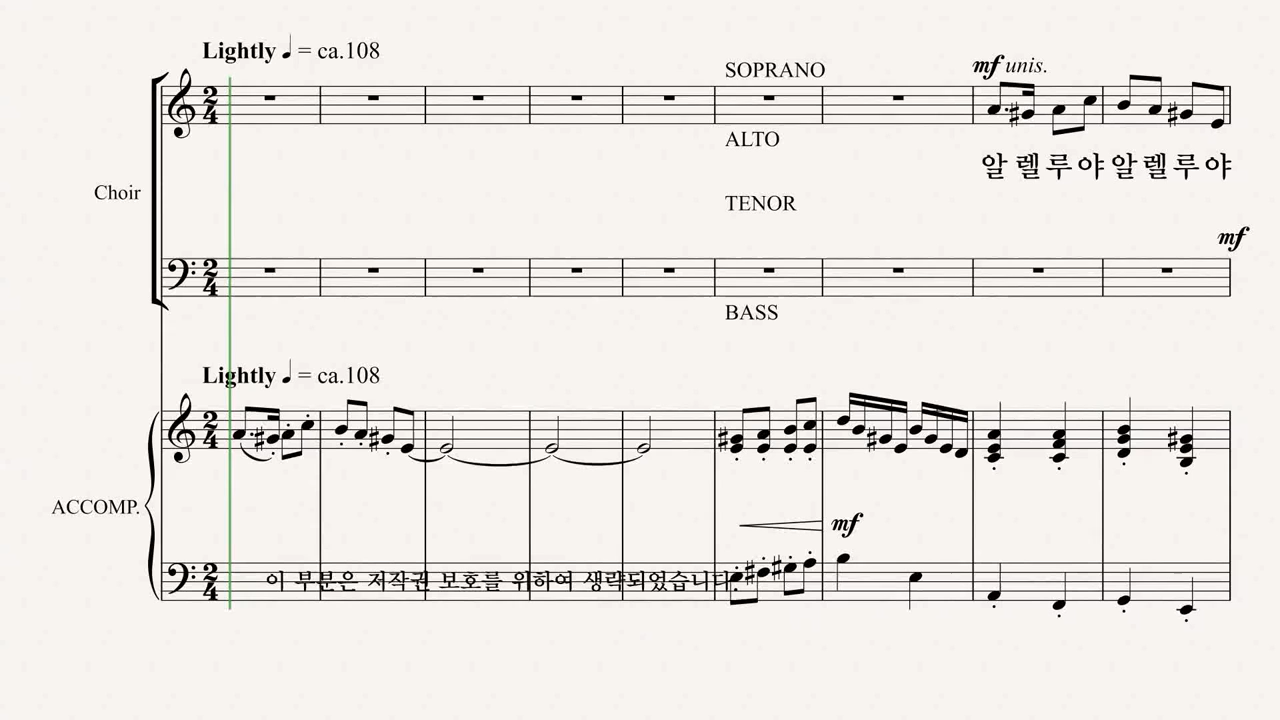 Lightly ♩ = ca.108
SOPRANO
mf unis.
ALTO
알 렐 루 야 알 렐 루 야
Choir
TENOR
mf
BASS
Lightly ♩ = ca.108
ACCOMP.
mf
이 부분은 저작권 보호를 위하여 생략되었습니다.